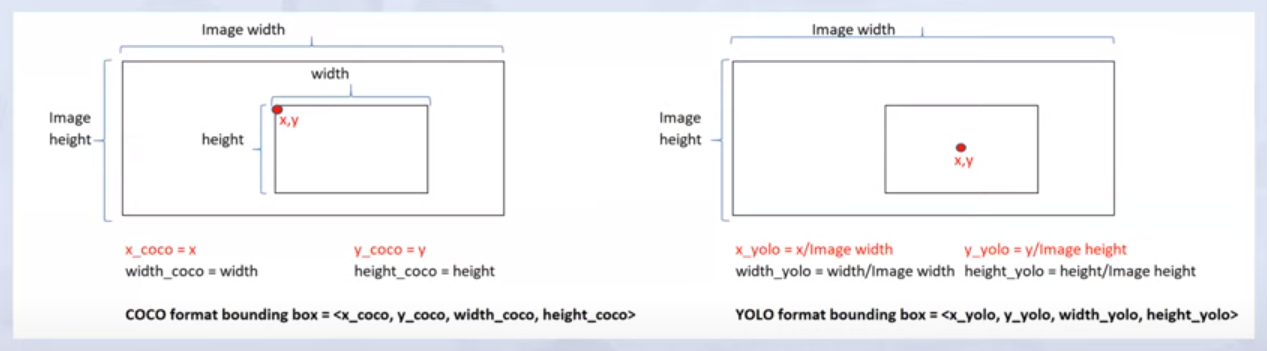 Image width
width
Image
height
height
x,y
x_coco = x
y_coco = y
width_coco = width
height_coco = height
COCO format bounding box = <x_coco, y_coco, width_coco, height_coco>
Image width
Image
height
x,y
x_yolo = x/Image width
y_yolo = y/Image height
width_yolo = width/Image width
height_yolo = height/Image height
YOLO format bounding box = <x_yolo, y_yolo, width_yolo, height_yolo>